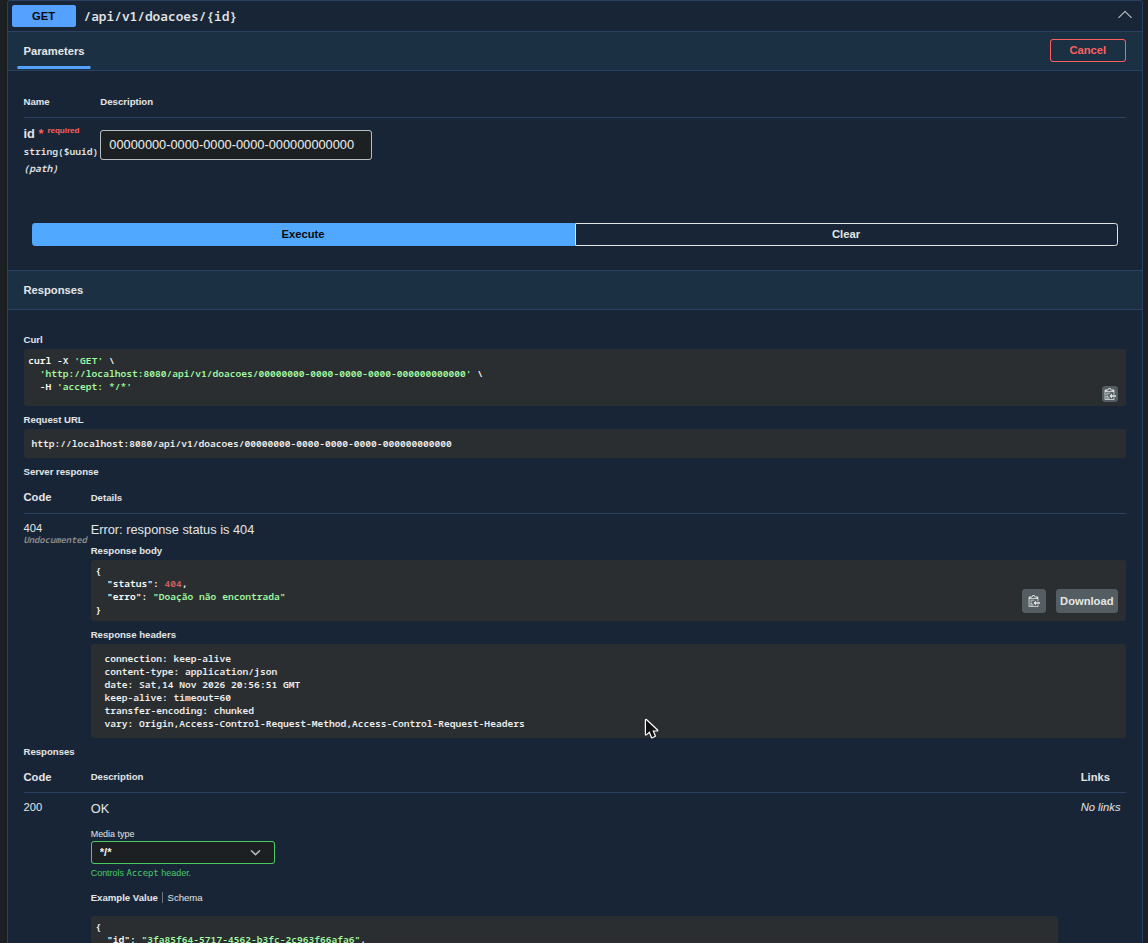 GET /api/v1/doacoes/{id}
Parameters
Cancel
Name Description
id * required
string($uuid)
(path)
00000000-0000-0000-0000-000000000000
Execute
Clear
Responses
Curl
curl -X 'GET' \
'http://localhost:8080/api/v1/doacoes/00000000-0000-0000-0000-000000000000' \
-H 'accept: */*'
Request URL
http://localhost:8080/api/v1/doacoes/00000000-0000-0000-0000-000000000000
Server response
Code Details
404
Undocumented
Error: response status is 404
Response body
{
"status": 404,
"erro": "Doação não encontrada"
}
Download
Response headers
connection: keep-alive
content-type: application/json
date: Sat,14 Nov 2026 20:56:51 GMT
keep-alive: timeout=60
transfer-encoding: chunked
vary: Origin,Access-Control-Request-Method,Access-Control-Request-Headers
Responses
Code Description Links
200 OK No links
Media type
*/*
Controls Accept header.
Example Value | Schema
{
"id": "3fa85f64-5717-4562-b3fc-2c963f66afa6",